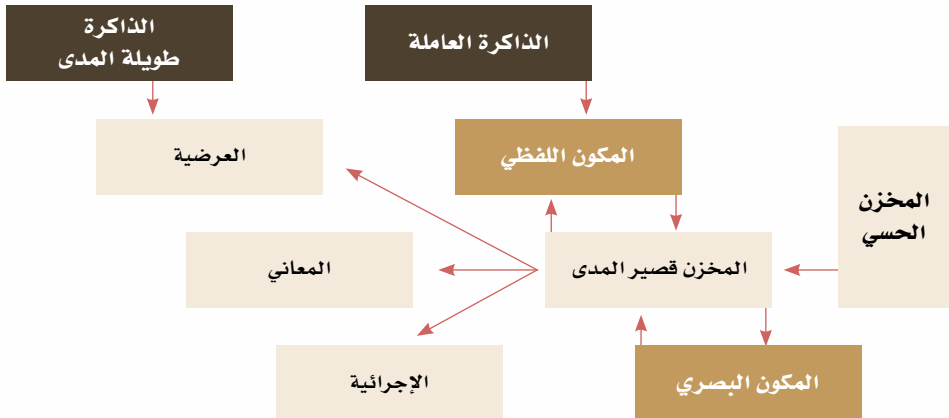 الذاكرة العاملة
الذاكرة
طويلة المدى
المكون اللفظي
العرضية
المخزن
الحسي
المخزن قصير المدى
المعاني
المكون البصري
الإجرائية